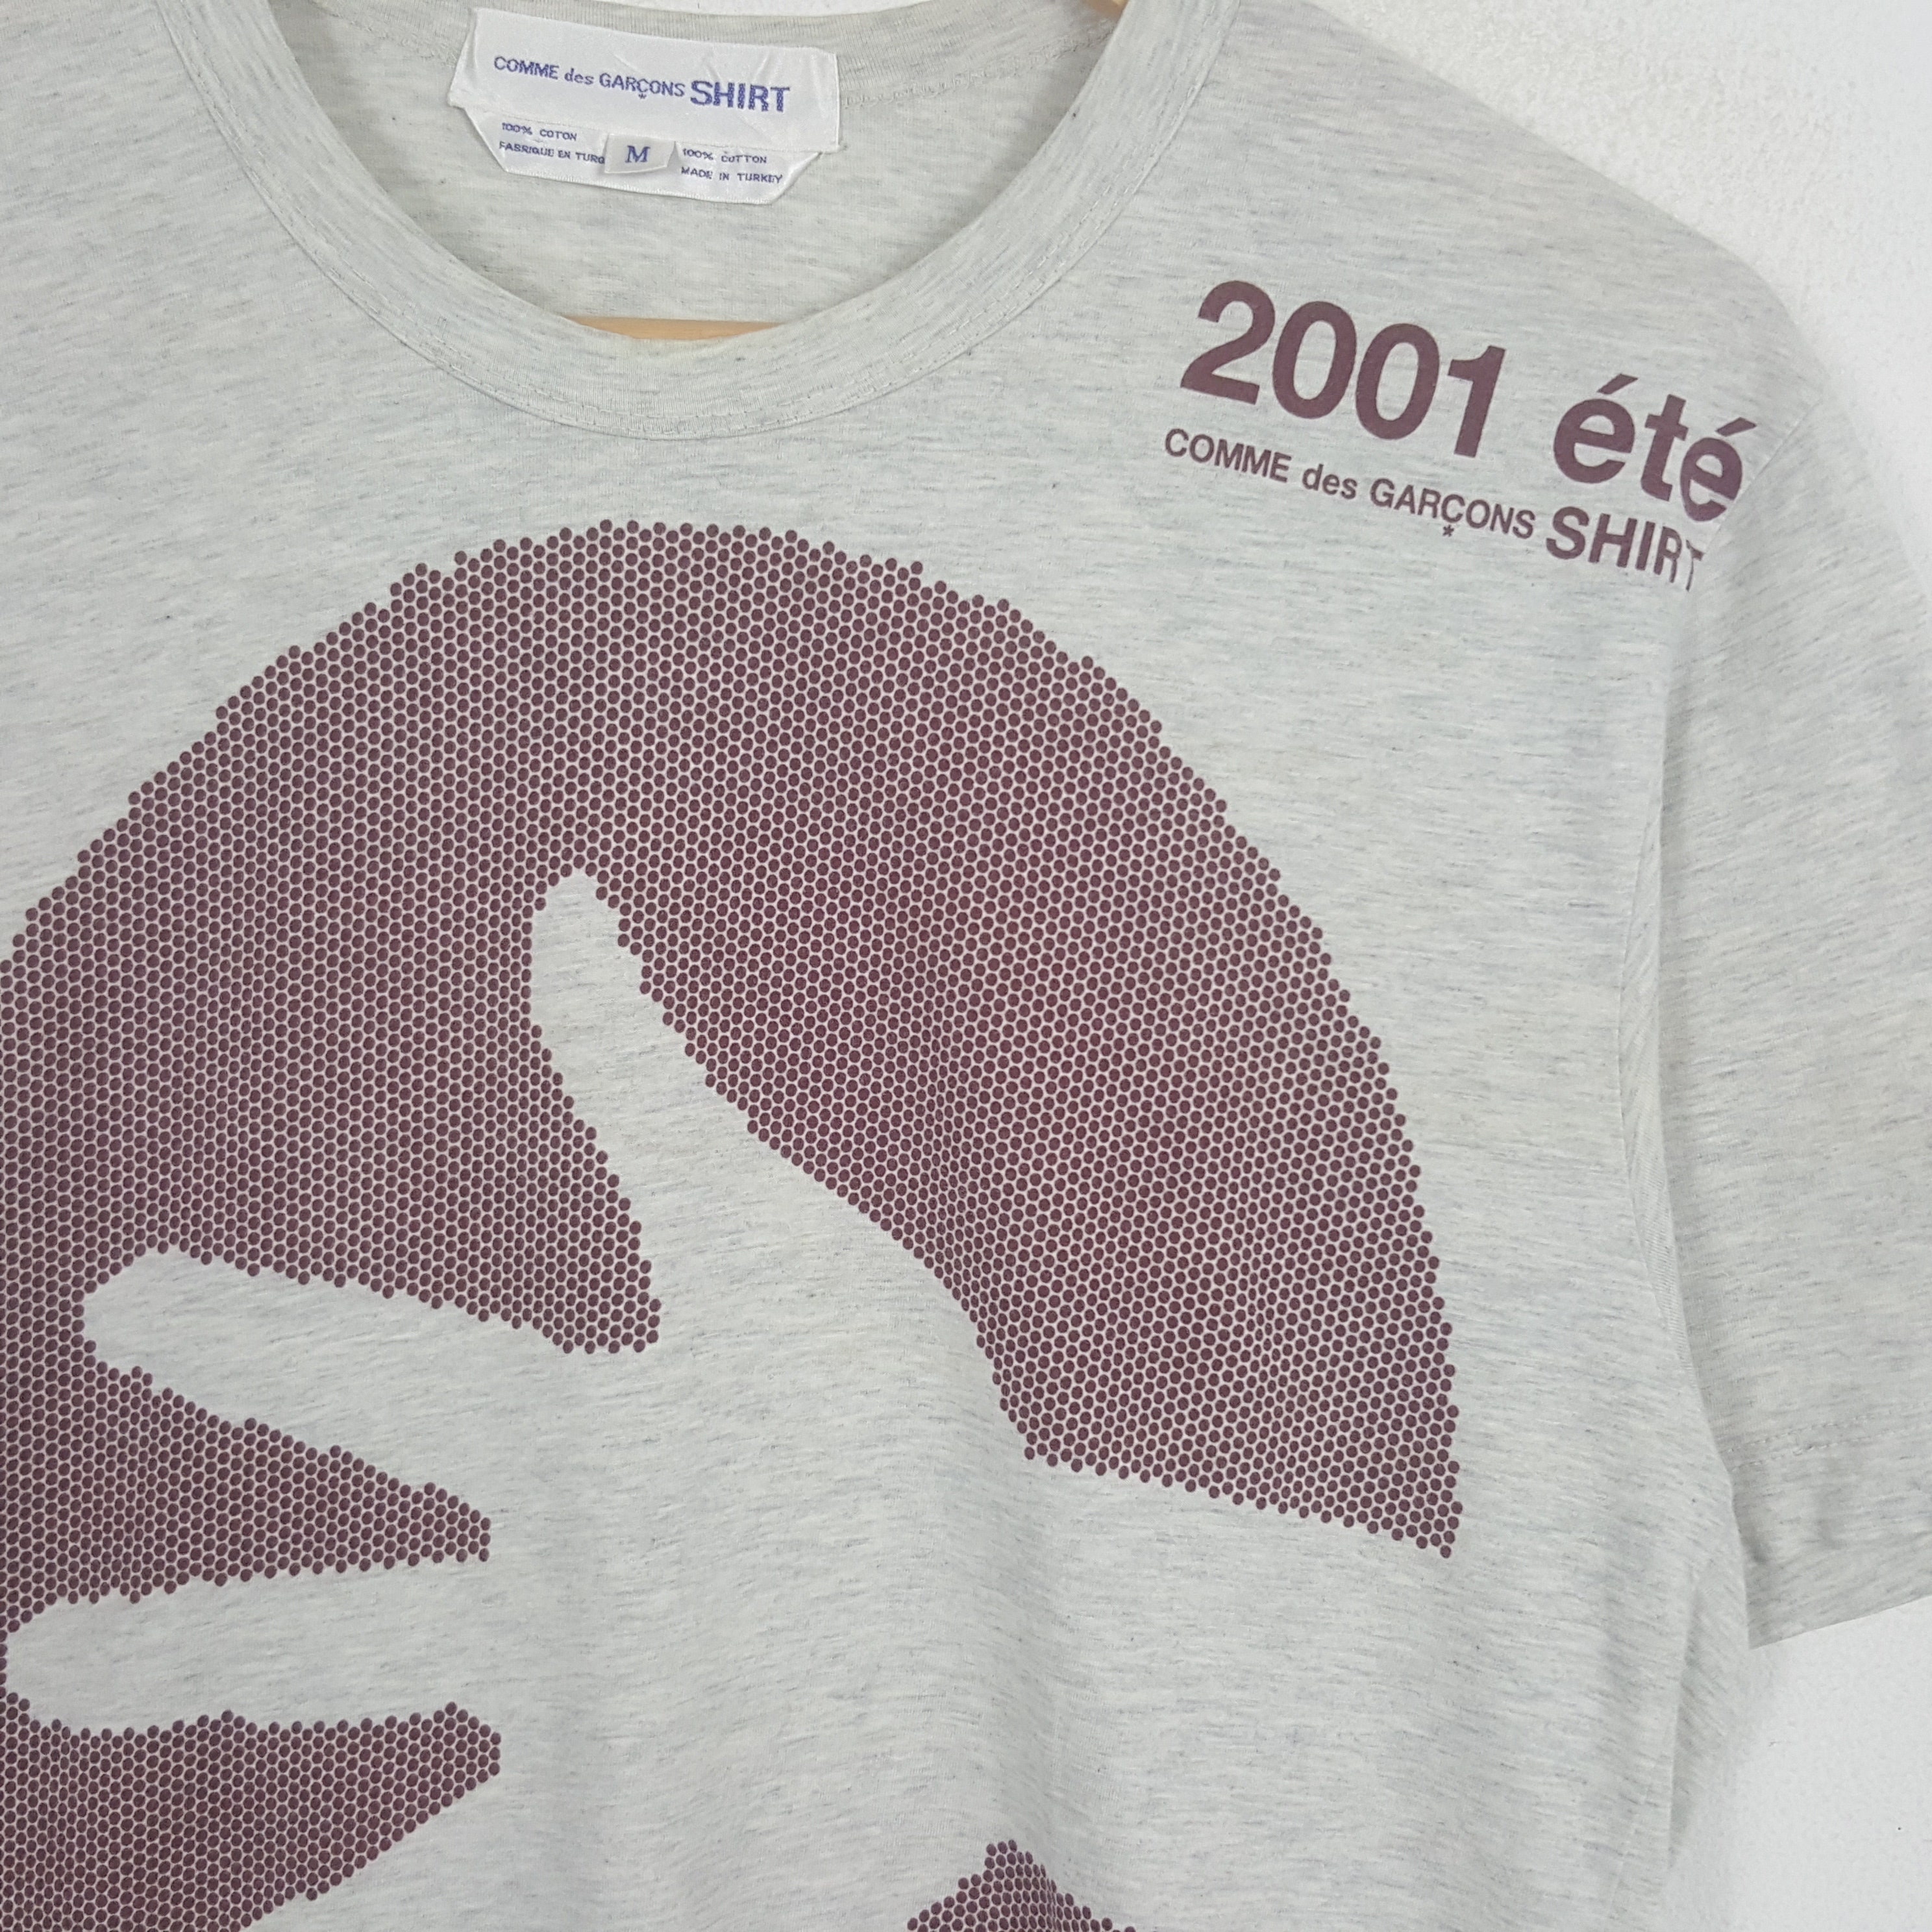 COMME des GARÇONS SHIRT
100% COTON
FABRIQUÉ EN TURQ
M
100% COTTON
MADE IN TURKEY
2001 été
COMME des GARÇONS SHIRT